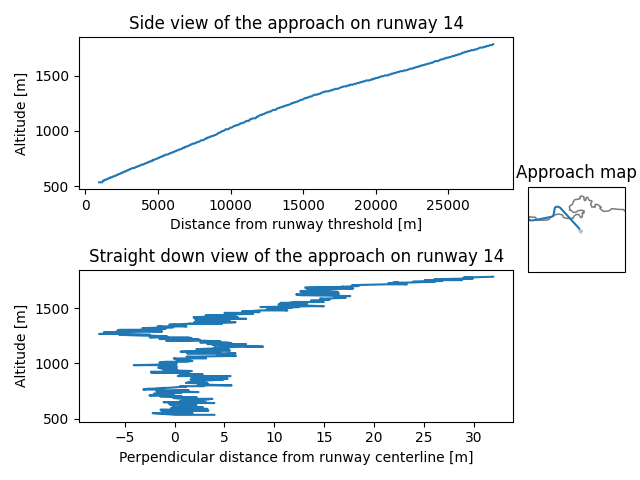 Side view of the approach on runway 14
Altitude [m]
1500
1000
500
0
5000
10000
15000
20000
25000
Distance from runway threshold [m]
Approach map
Straight down view of the approach on runway 14
Altitude [m]
1500
1000
500
−5
0
5
10
15
20
25
30
Perpendicular distance from runway centerline [m]